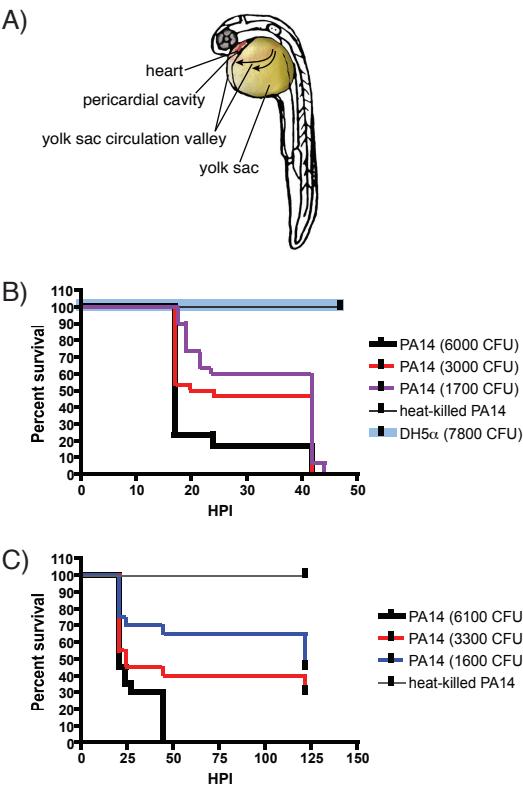 A)
heart
pericardial cavity
yolk sac circulation valley
yolk sac
B)
Percent survival
110
100
90
80
70
60
50
40
30
20
10
0
0 10 20 30 40 50
HPI
PA14 (6000 CFU)
PA14 (3000 CFU)
PA14 (1700 CFU)
heat-killed PA14
DH5α (7800 CFU)
C)
Percent survival
110
100
90
80
70
60
50
40
30
20
10
0
0 25 50 75 100 125 150
HPI
PA14 (6100 CFU
PA14 (3300 CFU
PA14 (1600 CFU
heat-killed PA14